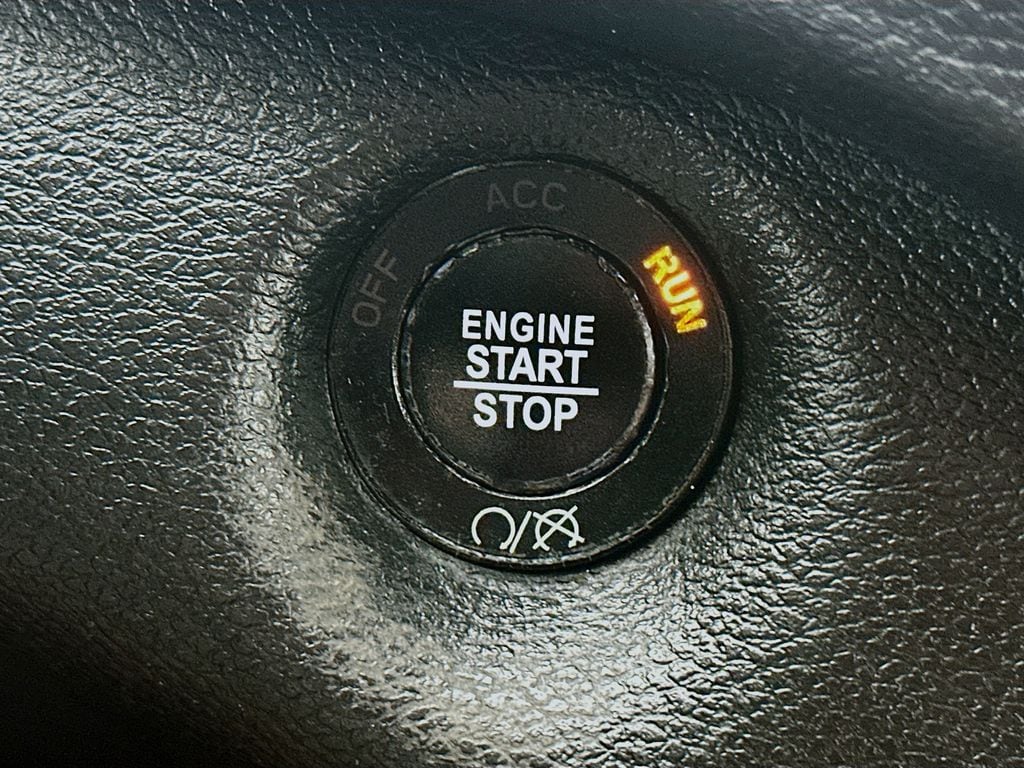 ACC
OFF
RUN
ENGINE
START
STOP